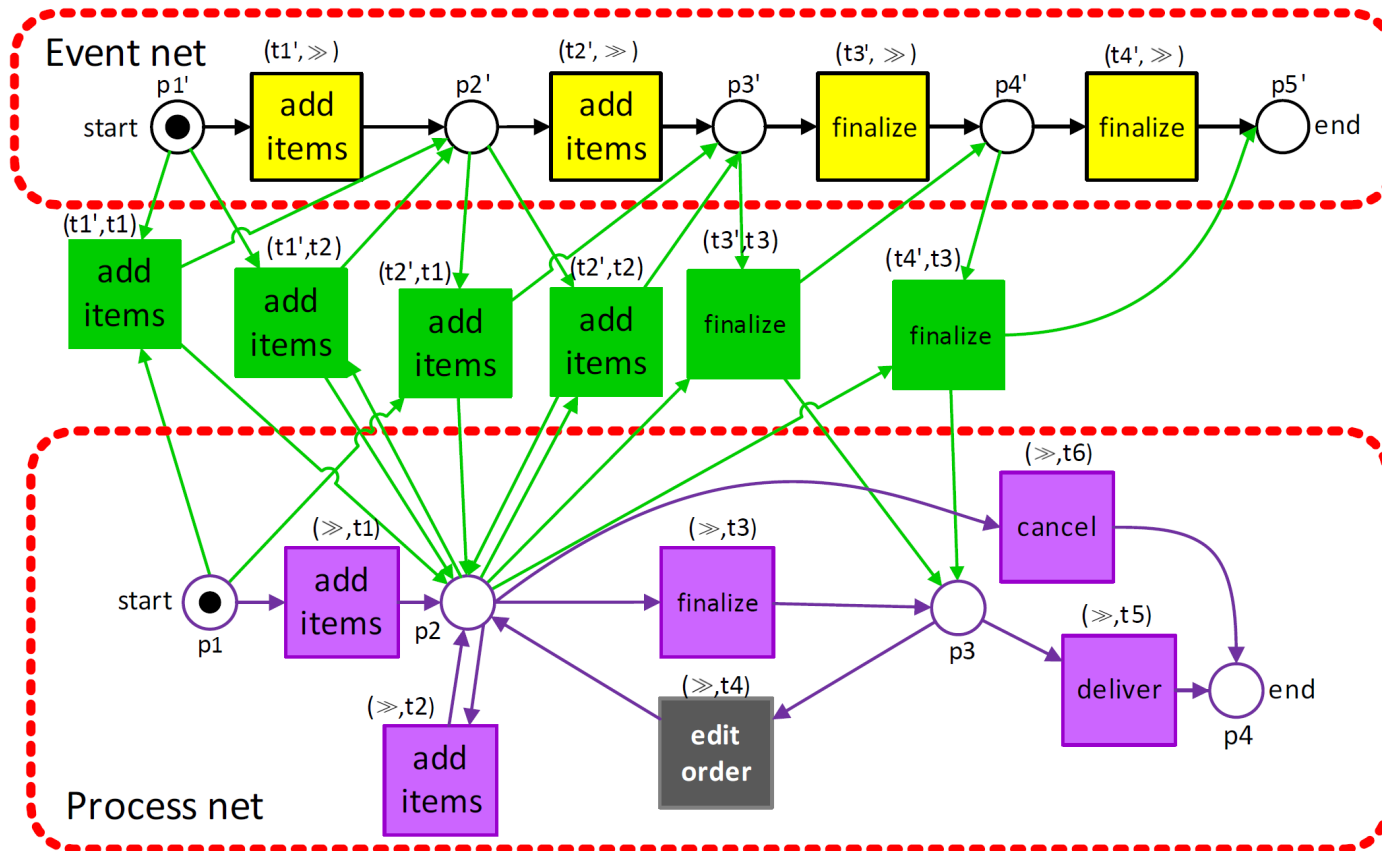 Event net
(t1', ≫)
(t2', ≫)
(t3', ≫)
(t4', ≫)
p1'
p2'
p3'
p4'
p5'
start
add
items
add
items
finalize
finalize
end
(t1',t1)
(t1',t2)
(t2',t1)
(t2',t2)
(t3',t3)
(t4',t3)
add
items
add
items
add
items
add
items
finalize
finalize
(≫,t6)
cancel
(≫,t1)
(≫,t3)
start
add
items
finalize
p1
p2
p3
(≫,t5)
deliver
end
p4
(≫,t2)
(≫,t4)
add
items
edit
order
Process net